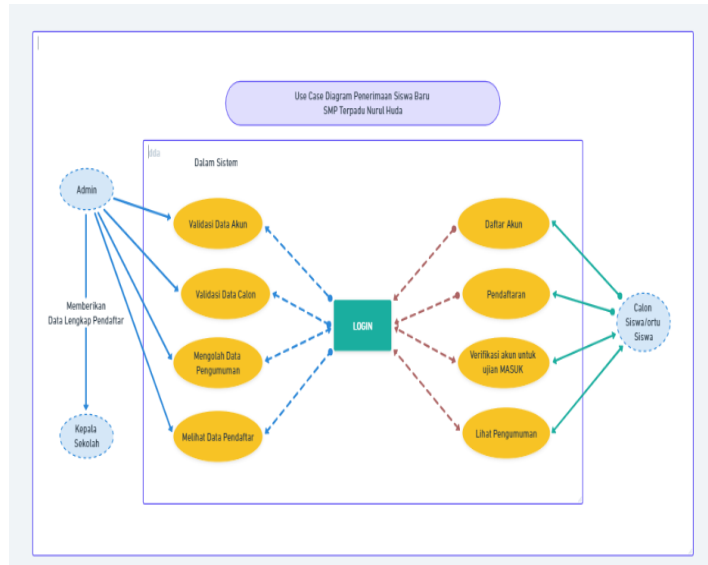 Use Case Diagram Penerimaan Siswa Baru
SMP Terpadu Nurul Huda
Dalam Sistem
Admin
Validasi Data Akun
Daftar Akun
Validasi Data Calon
Pendaftaran
Memberikan
Data Lengkap Pendaftar
LOGIN
Calon
Siswa/ortu
Siswa
Mengolah Data
Pengumuman
Verifikasi akun untuk
ujian MASUK
Kepala
Sekolah
Melihat Data Pendaftar
Lihat Pengumuman